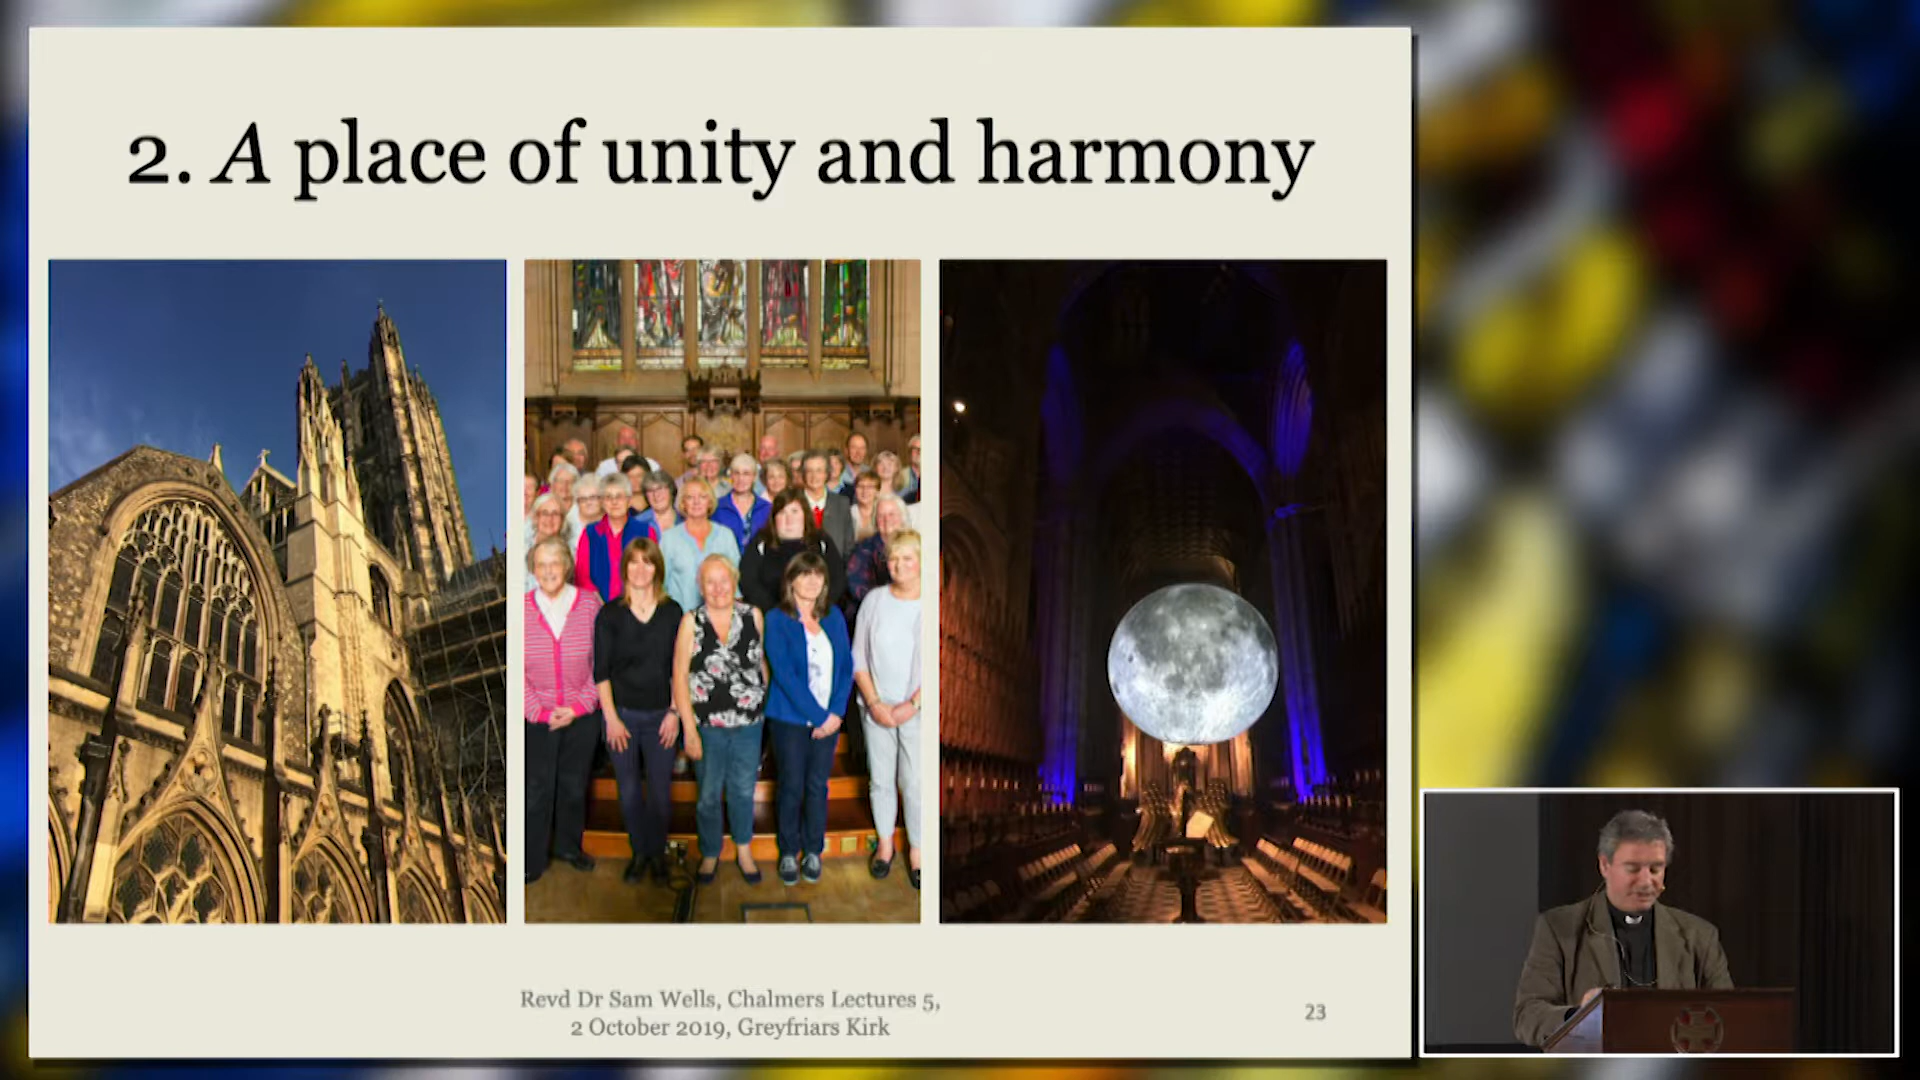 2. A place of unity and harmony
Revd Dr Sam Wells, Chalmers Lectures 5,
2 October 2019, Greyfriars Kirk
23